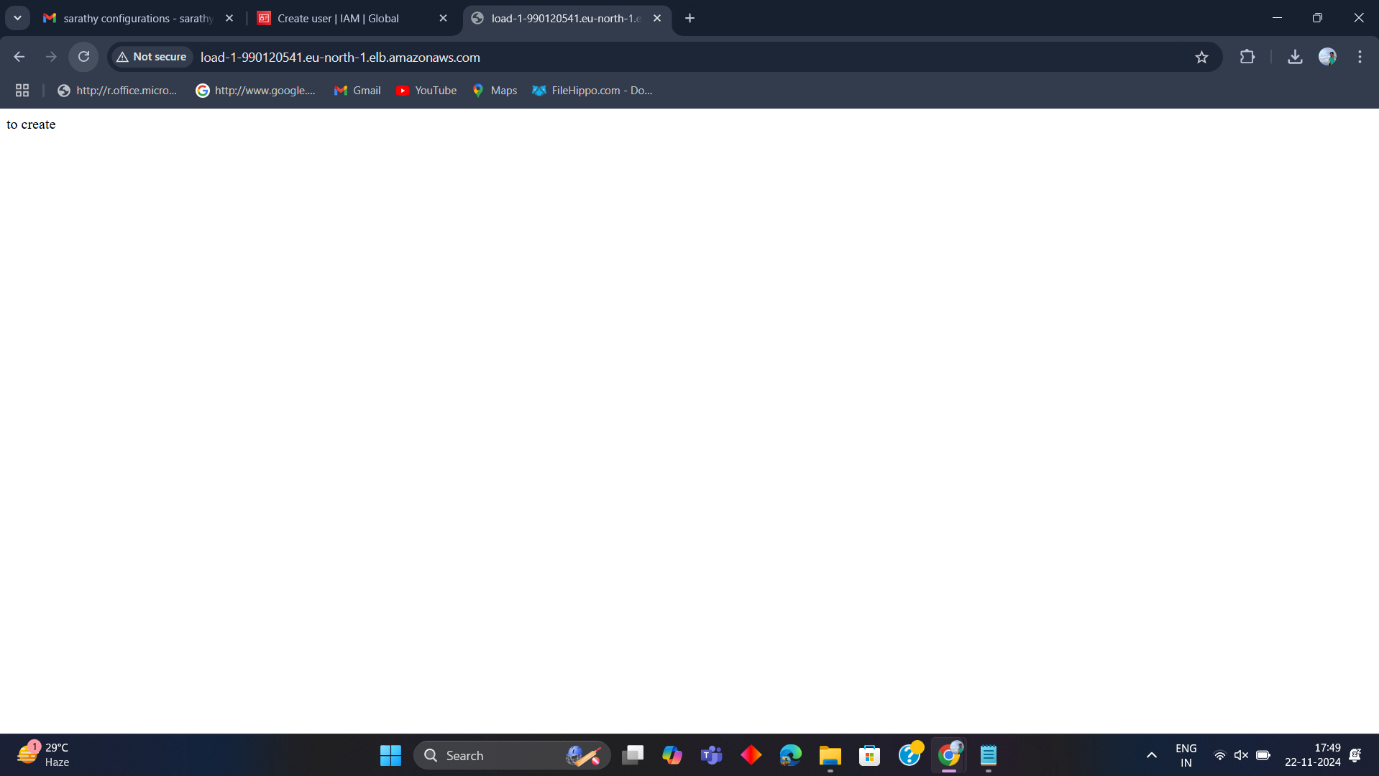 sarathy configurations - sarathy
Create user | IAM | Global
load-1-990120541.eu-north-1.e
Not secure
load-1-990120541.eu-north-1.elb.amazonaws.com
http://r.office.micro...
http://www.google....
Gmail
YouTube
Maps
FileHippo.com - Do...
to create
1
29°C
Haze
Search
ENG
IN
17:49
22-11-2024